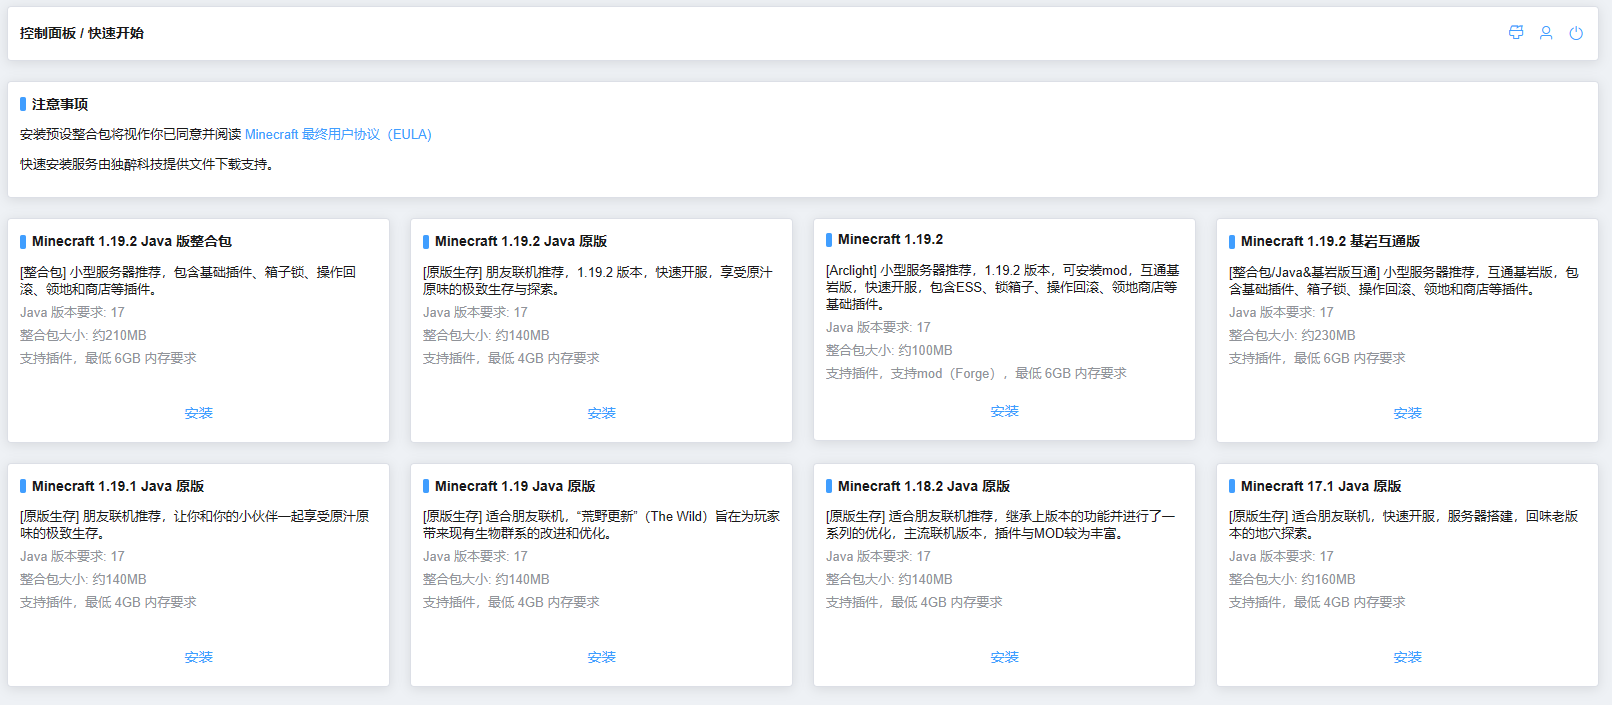 控制面板 / 快速开始
注意事项
安装预设整合包将视作你已同意并阅读 Minecraft 最终用户协议（EULA）
快速安装服务由独醉科技提供文件下载支持。
Minecraft 1.19.2 Java 版整合包
[整合包] 小型服务器推荐，包含基础插件、箱子锁、操作回
滚、领地和商店等插件。
Java 版本要求: 17
整合包大小: 约210MB
支持插件，最低 6GB 内存要求
安装
Minecraft 1.19.2 Java 原版
[原版生存] 朋友联机推荐，1.19.2 版本，快速开服，享受原汁
原味的极致生存与探索。
Java 版本要求: 17
整合包大小: 约140MB
支持插件，最低 4GB 内存要求
安装
Minecraft 1.19.2
[Arclight] 小型服务器推荐，1.19.2 版本，可安装mod，互通基
岩版，快速开服，包含ESS、锁箱子、操作回滚、领地商店等
基础插件。
Java 版本要求: 17
整合包大小: 约100MB
支持插件，支持mod（Forge），最低 6GB 内存要求
安装
Minecraft 1.19.2 基岩互通版
[整合包/Java&基岩版互通] 小型服务器推荐，互通基岩版，包
含基础插件、箱子锁、操作回滚、领地和商店等插件。
Java 版本要求: 17
整合包大小: 约230MB
支持插件，最低 6GB 内存要求
安装
Minecraft 1.19.1 Java 原版
[原版生存] 朋友联机推荐，让你和你的小伙伴一起享受原汁原
味的极致生存。
Java 版本要求: 17
整合包大小: 约140MB
支持插件，最低 4GB 内存要求
安装
Minecraft 1.19 Java 原版
[原版生存] 适合朋友联机，“荒野更新”（The Wild）旨在为玩家
带来现有生物群系的改进和优化。
Java 版本要求: 17
整合包大小: 约140MB
支持插件，最低 4GB 内存要求
安装
Minecraft 1.18.2 Java 原版
[原版生存] 适合朋友联机推荐，继承上版本的功能并进行了一
系列的优化，主流联机版本，插件与MOD较为丰富。
Java 版本要求: 17
整合包大小: 约140MB
支持插件，最低 4GB 内存要求
安装
Minecraft 17.1 Java 原版
[原版生存] 适合朋友联机，快速开服，服务器搭建，回味老版
本的地穴探索。
Java 版本要求: 17
整合包大小: 约160MB
支持插件，最低 4GB 内存要求
安装